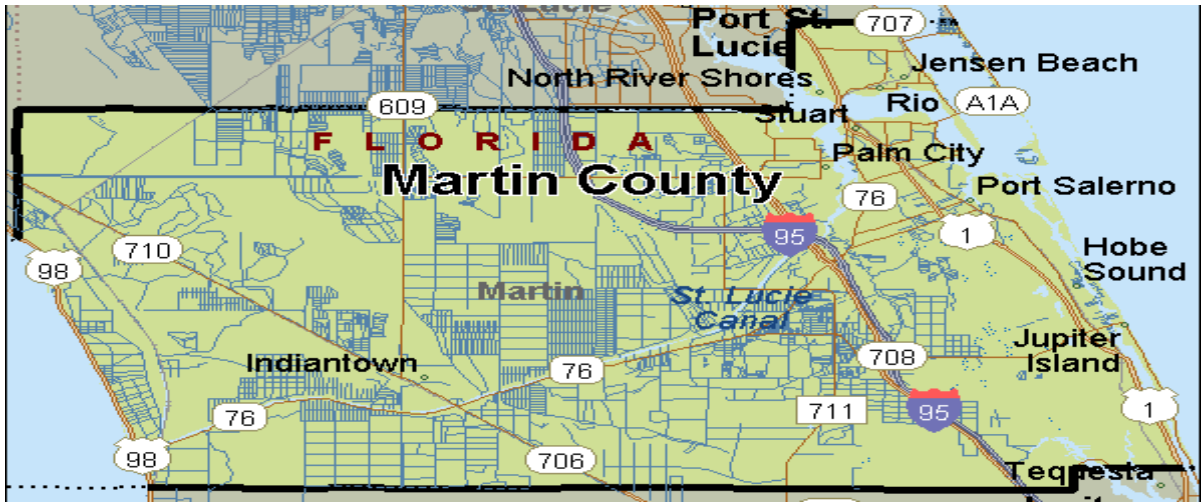 St. Lucie
Port St.
Lucie
707
Jensen Beach
North River Shores
609
Rio
A1A
Stuart
FLORIDA
Palm City
Martin County
76
Port Salerno
95
1
710
98
Hobe
Sound
Martin
St. Lucie
Canal
Jupiter
Island
708
Indiantown
76
76
711
95
1
98
706
Tequesta